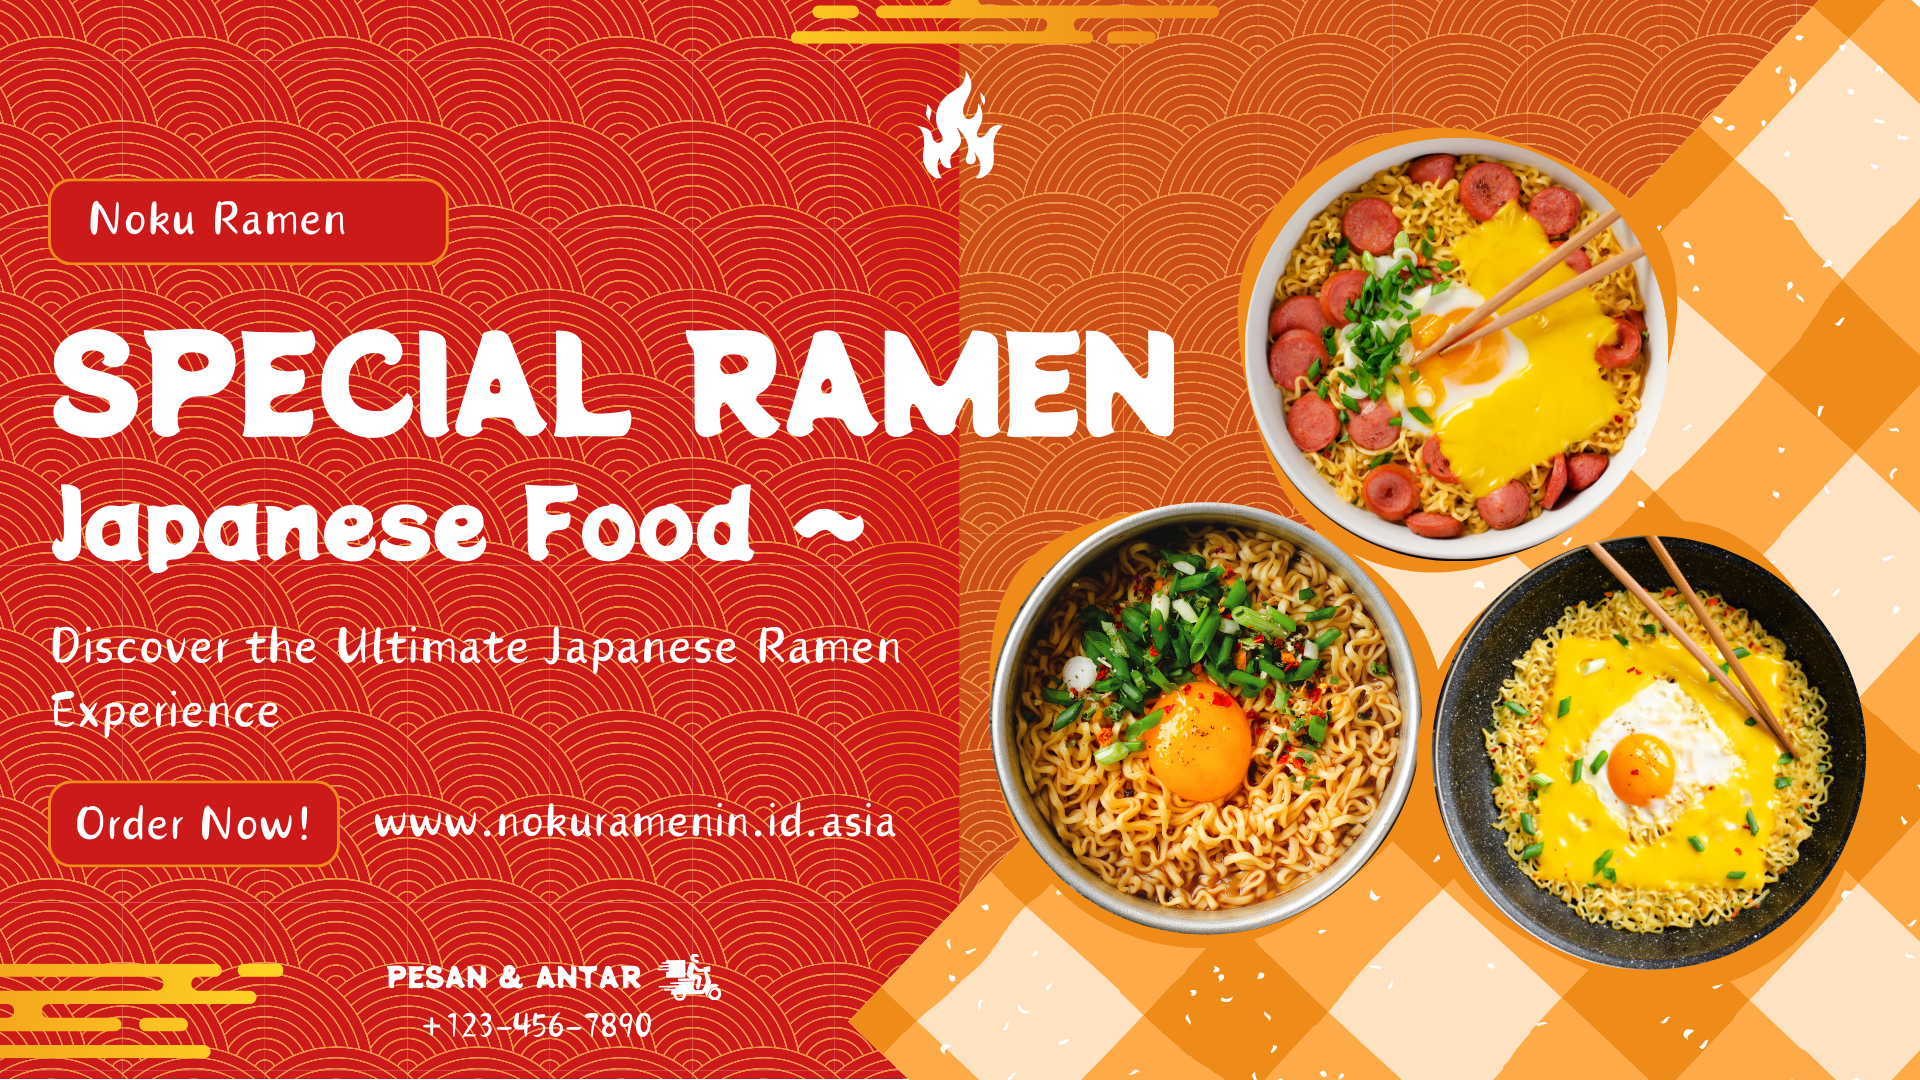 Noku Ramen
SPECIAL RAMEN
Japanese Food ~
Discover the Ultimate Japanese Ramen
Experience
Order Now!
www.nokuramenin.id.asia
PESAN & ANTAR
+123-456-7890